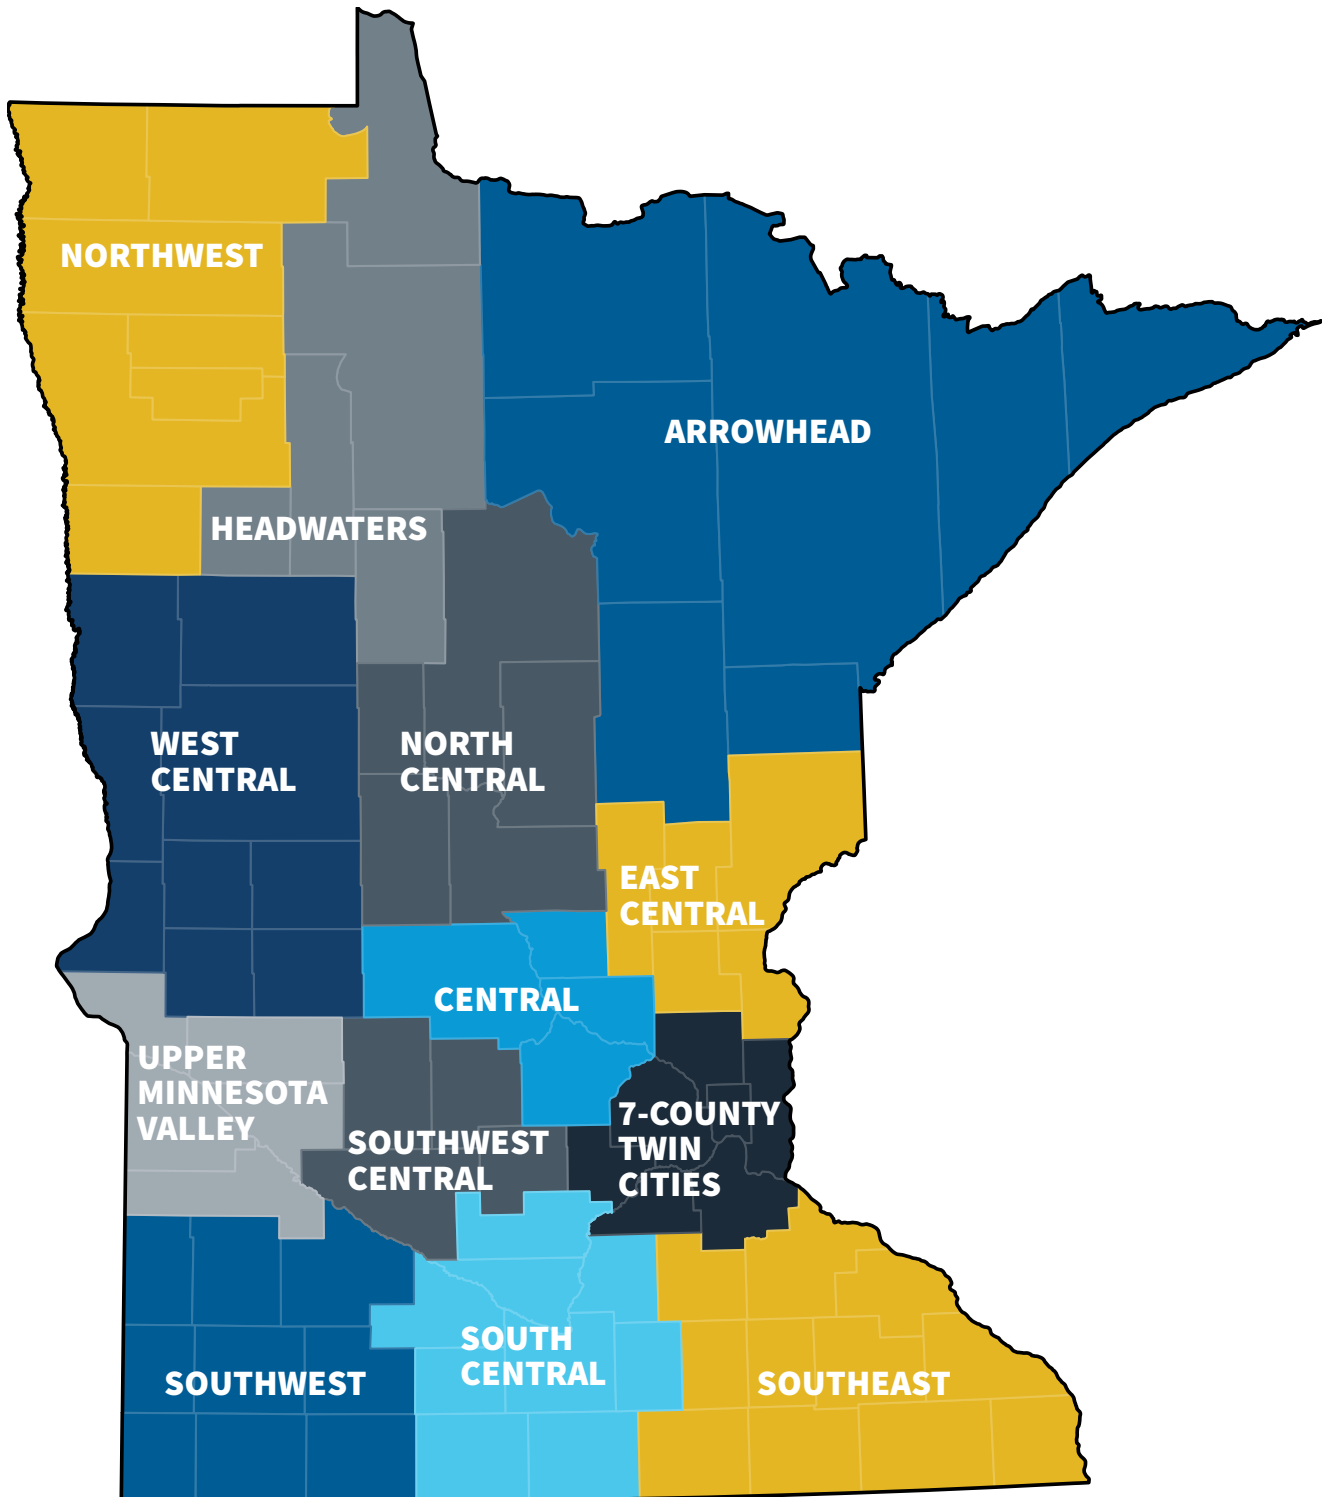 NORTHWEST
ARROWHEAD
HEADWATERS
WEST
CENTRAL
NORTH
CENTRAL
EAST
CENTRAL
CENTRAL
UPPER
MINNESOTA
VALLEY
SOUTHWEST
CENTRAL
7-COUNTY
TWIN
CITIES
SOUTHWEST
SOUTH
CENTRAL
SOUTHEAST